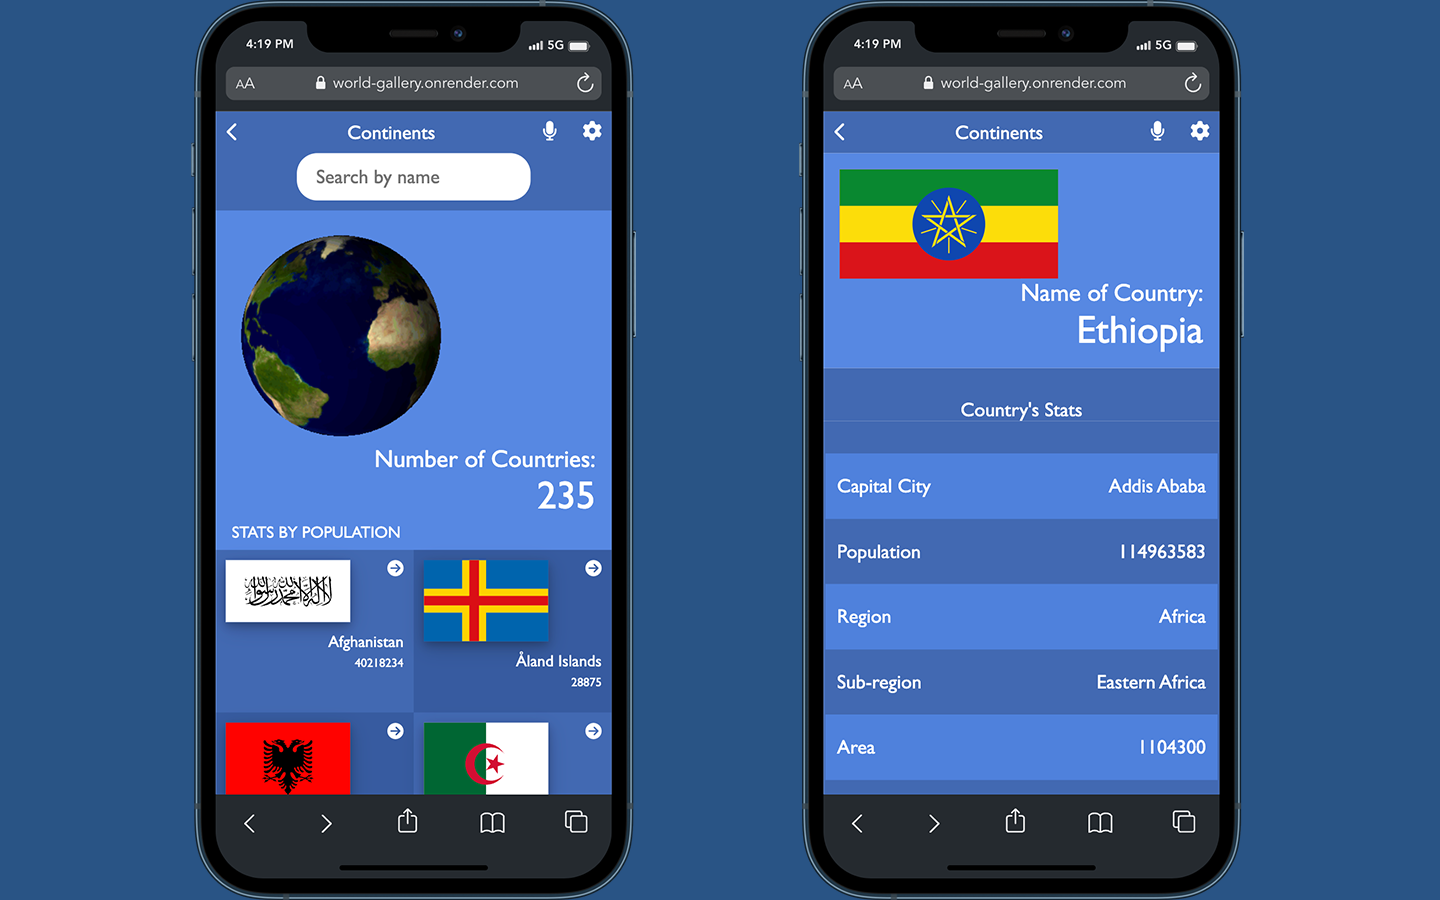 4:19 PM
5G
AA
world-gallery.onrender.com
Continents
Search by name
Number of Countries:
235
STATS BY POPULATION
Afghanistan
40218234
Åland Islands
28875
4:19 PM
5G
AA
world-gallery.onrender.com
Continents
Name of Country:
Ethiopia
Country's Stats
Capital City Addis Ababa
Population 114963583
Region Africa
Sub-region Eastern Africa
Area 1104300